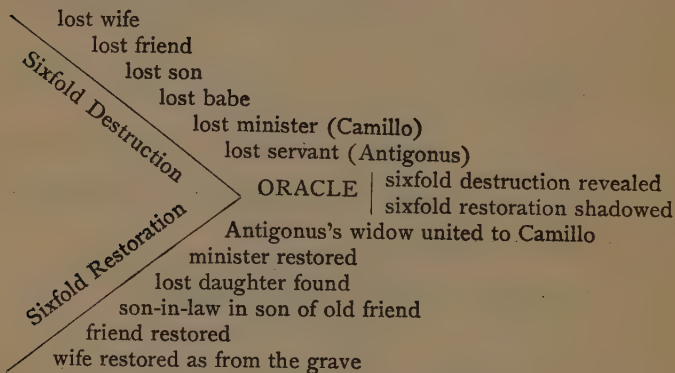 lost wife
lost friend
lost son
lost babe
lost minister (Camillo)
lost servant (Antigonus)
Sixfold Destruction
ORACLE
sixfold destruction revealed
sixfold restoration shadowed
Sixfold Restoration
Antigonus's widow united to Camillo
minister restored
lost daughter found
son-in-law in son of old friend
friend restored
wife restored as from the grave